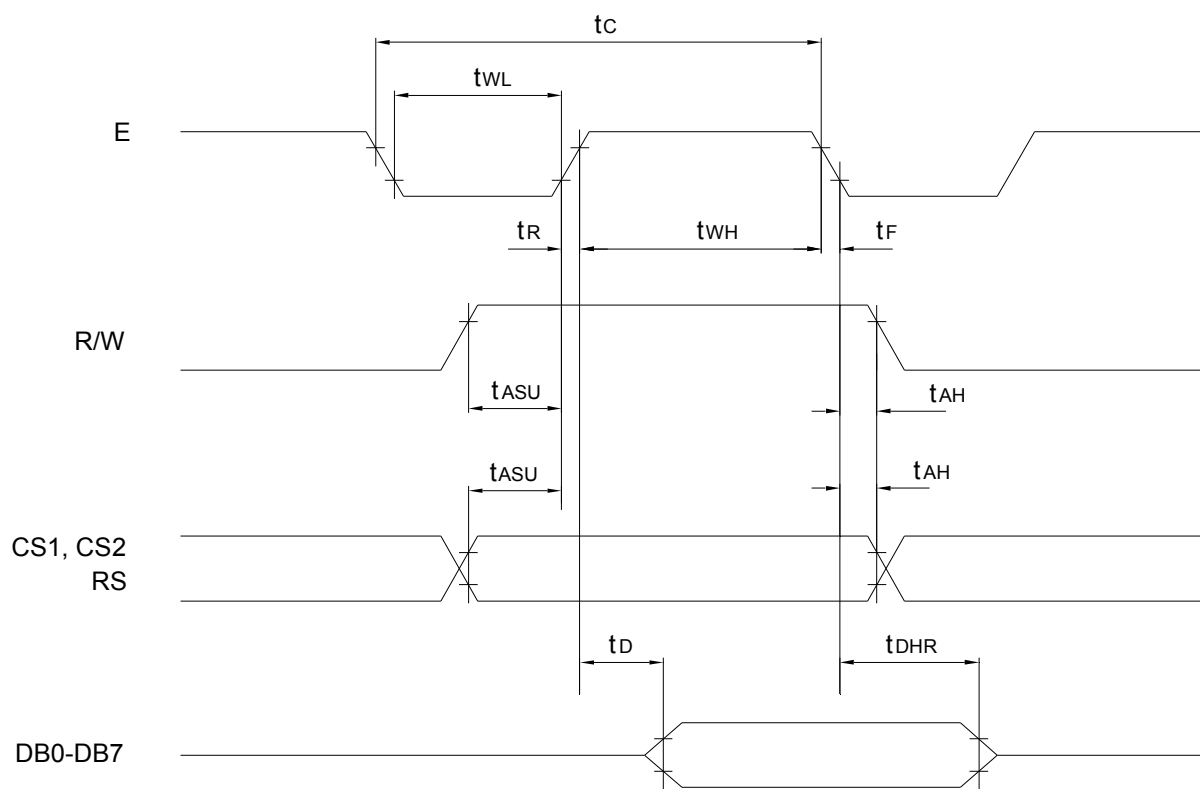 tC
tWL
E
tR
tWH
tF
R/W
tASU
tAH
tASU
tAH
CS1, CS2
RS
tD
tDHR
DB0-DB7